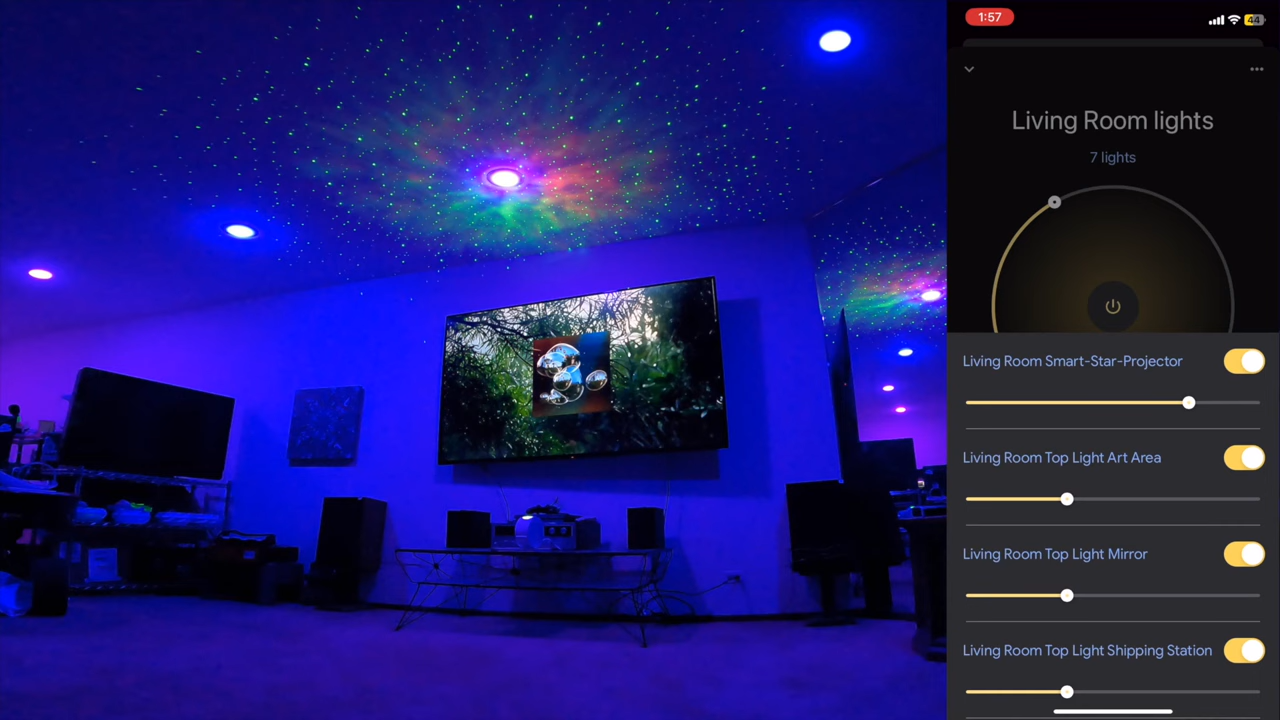 1:57
44
Living Room lights
7 lights
Living Room Smart-Star-Projector
Living Room Top Light Art Area
Living Room Top Light Mirror
Living Room Top Light Shipping Station